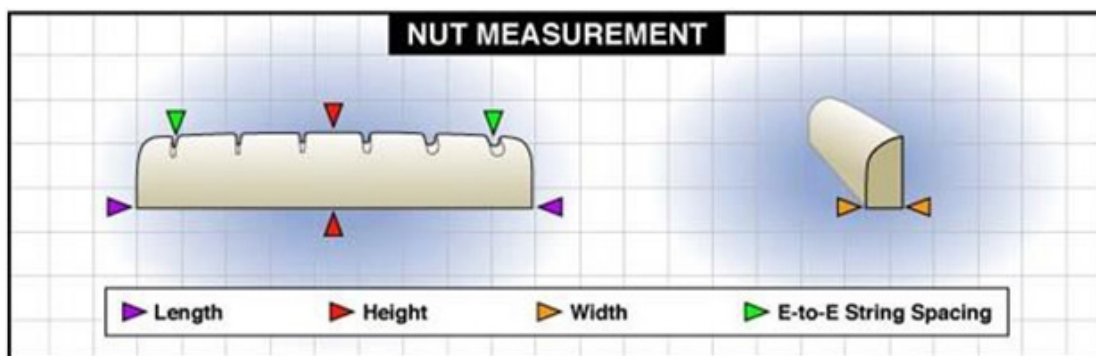 NUT MEASUREMENT
Length Height Width E-to-E String Spacing